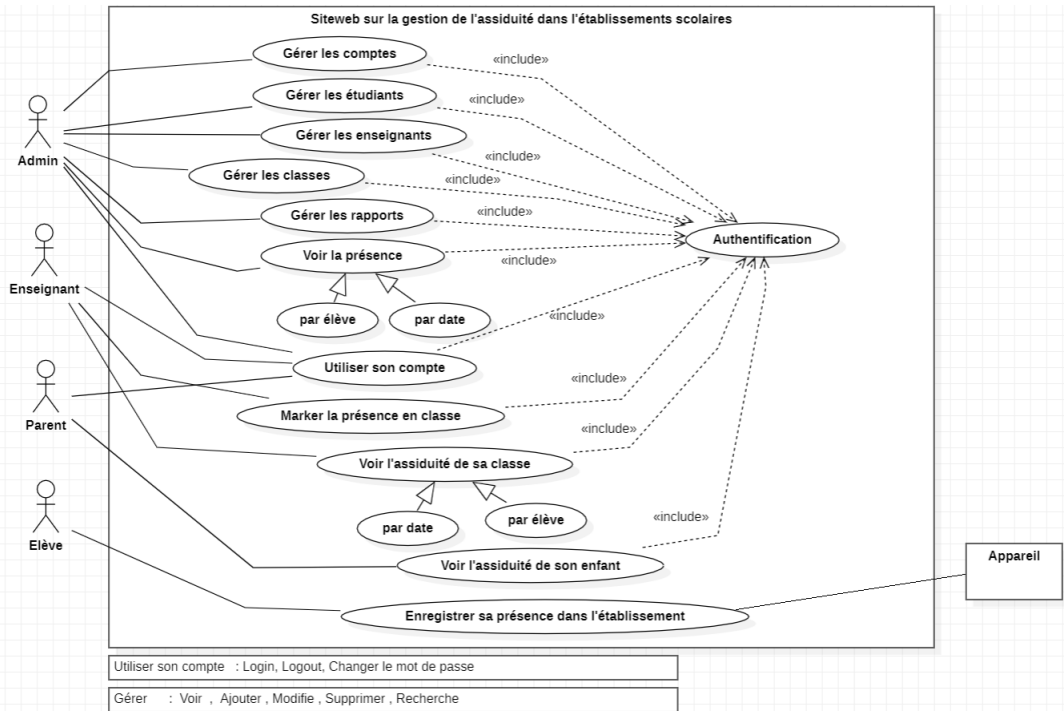 Siteweb sur la gestion de l'assiduité dans l'établissements scolaires
Gérer les comptes
«include»
Gérer les étudiants
«include»
Gérer les enseignants
«include»
Admin
Gérer les classes
«include»
Gérer les rapports
«include»
Authentification
Voir la présence
«include»
Enseignant
par élève
par date
«include»
Utiliser son compte
«include»
Marker la présence en classe
Parent
«include»
Voir l'assiduité de sa classe
par date
par élève
«include»
Elève
Voir l'assiduité de son enfant
Appareil
Enregistrer sa présence dans l'établissement
Utiliser son compte : Login, Logout, Changer le mot de passe
Gérer : Voir , Ajouter , Modifie , Supprimer , Recherche